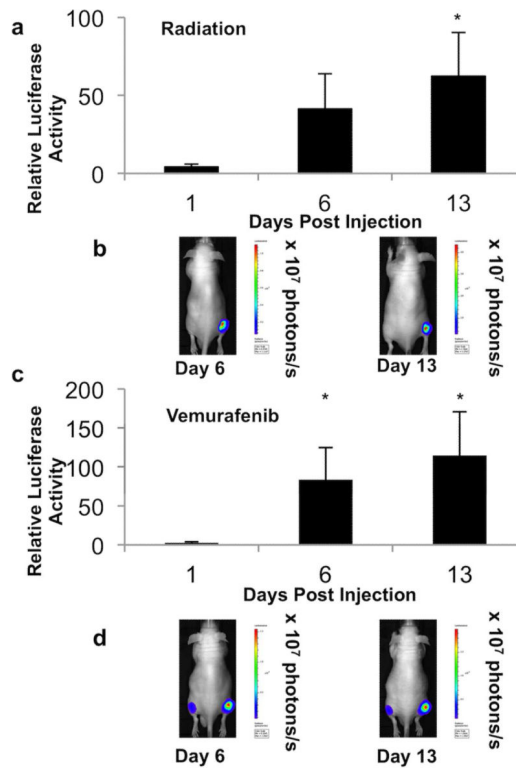 a
Radiation
*
Relative Luciferase
Activity
100
50
0
1 6 13
Days Post Injection
b
x 10⁷ photons/s
x 10⁷ photons/s
Day 6
Day 13
c
Vemurafenib
* *
Relative Luciferase
Activity
200
150
100
50
0
1 6 13
Days Post Injection
d
x 10⁷ photons/s
x 10⁷ photons/s
Day 6
Day 13